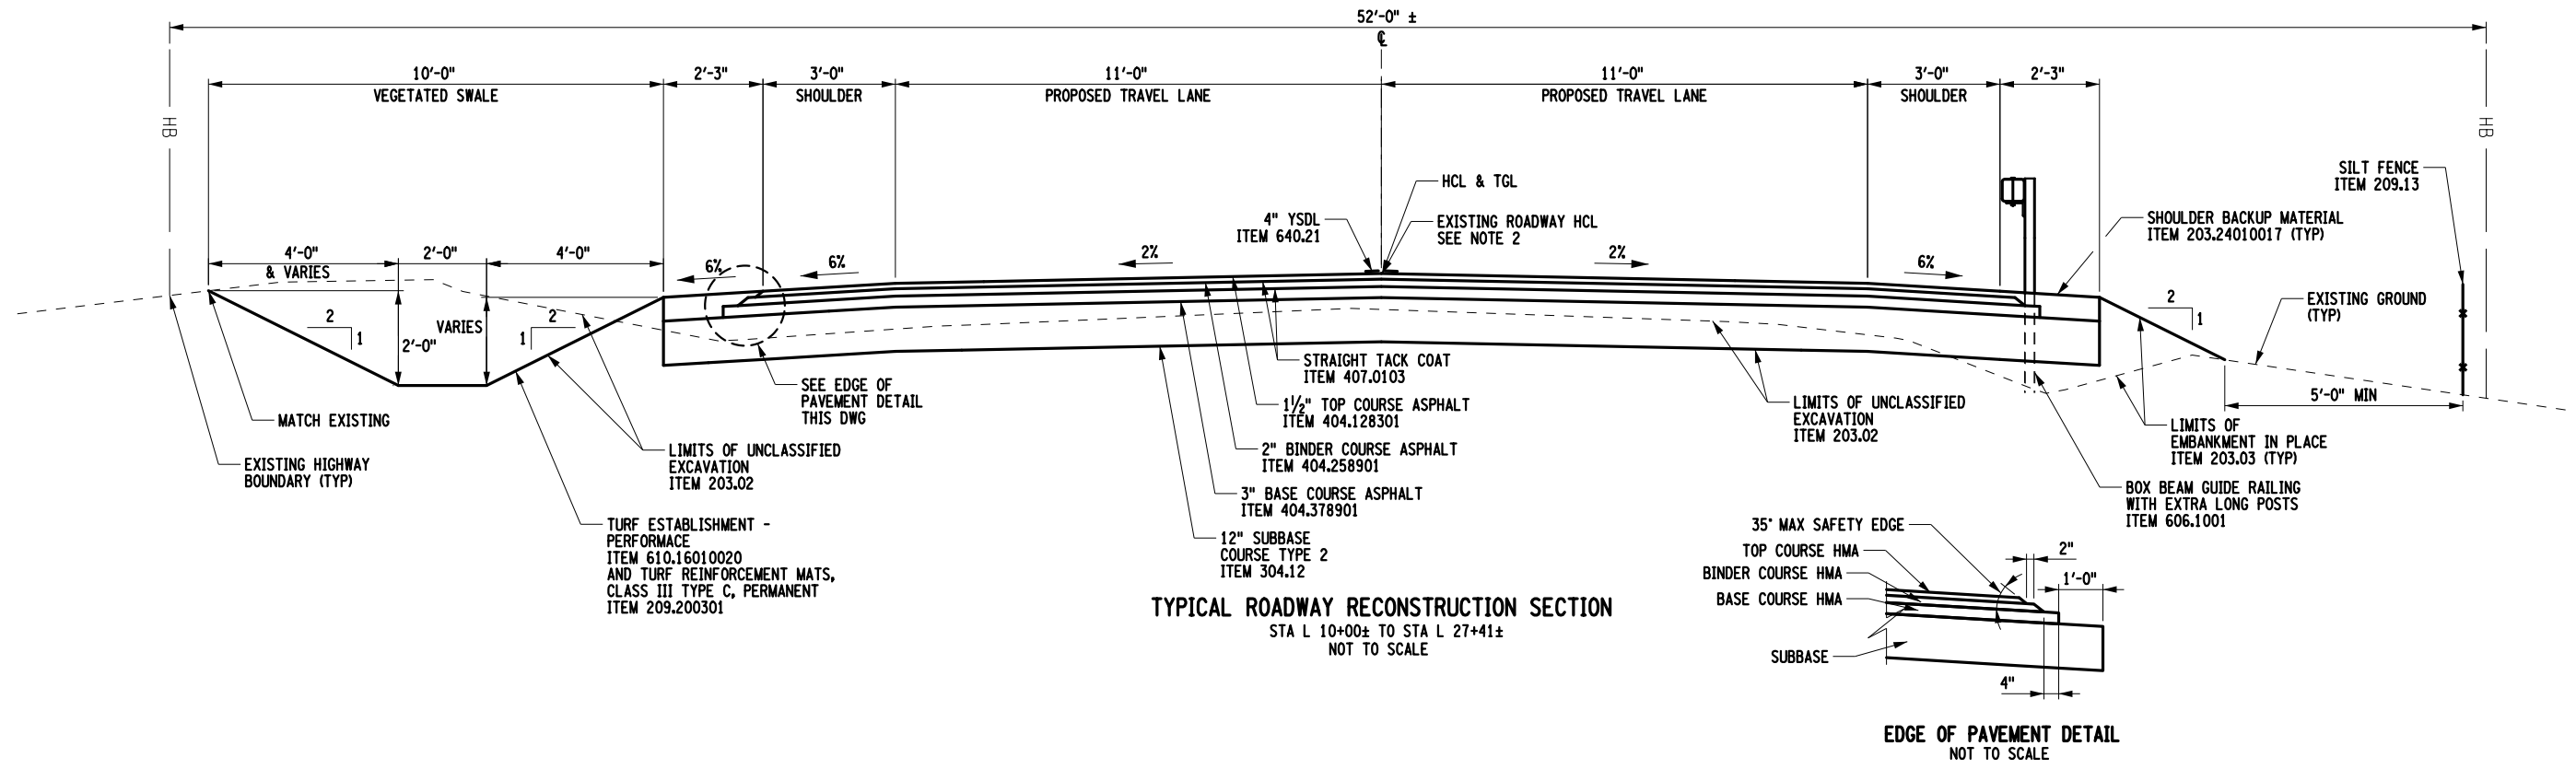 52'-0" ±
℄
10'-0"
VEGETATED SWALE
2'-3"
3'-0"
SHOULDER
11'-0"
PROPOSED TRAVEL LANE
11'-0"
PROPOSED TRAVEL LANE
3'-0"
SHOULDER
2'-3"
HB
HB
4'-0"
& VARIES
2'-0"
4'-0"
6%
6%
2%
2%
6%
4" YSDL
ITEM 640.21
HCL & TGL
EXISTING ROADWAY HCL
SEE NOTE 2
SILT FENCE
ITEM 209.13
SHOULDER BACKUP MATERIAL
ITEM 203.24010017 (TYP)
EXISTING GROUND
(TYP)
2
1
2'-0"
VARIES
2
1
2
1
5'-0" MIN
MATCH EXISTING
EXISTING HIGHWAY
BOUNDARY (TYP)
SEE EDGE OF
PAVEMENT DETAIL
THIS DWG
LIMITS OF UNCLASSIFIED
EXCAVATION
ITEM 203.02
TURF ESTABLISHMENT -
PERFORMACE
ITEM 610.16010020
AND TURF REINFORCEMENT MATS,
CLASS III TYPE C, PERMANENT
ITEM 209.200301
STRAIGHT TACK COAT
ITEM 407.0103
1½" TOP COURSE ASPHALT
ITEM 404.128301
2" BINDER COURSE ASPHALT
ITEM 404.258901
3" BASE COURSE ASPHALT
ITEM 404.378901
12" SUBBASE
COURSE TYPE 2
ITEM 304.12
LIMITS OF UNCLASSIFIED
EXCAVATION
ITEM 203.02
LIMITS OF
EMBANKMENT IN PLACE
ITEM 203.03 (TYP)
BOX BEAM GUIDE RAILING
WITH EXTRA LONG POSTS
ITEM 606.1001
TYPICAL ROADWAY RECONSTRUCTION SECTION
STA L 10+00± TO STA L 27+41±
NOT TO SCALE
35° MAX SAFETY EDGE
TOP COURSE HMA
BINDER COURSE HMA
BASE COURSE HMA
SUBBASE
2"
1'-0"
4"
EDGE OF PAVEMENT DETAIL
NOT TO SCALE